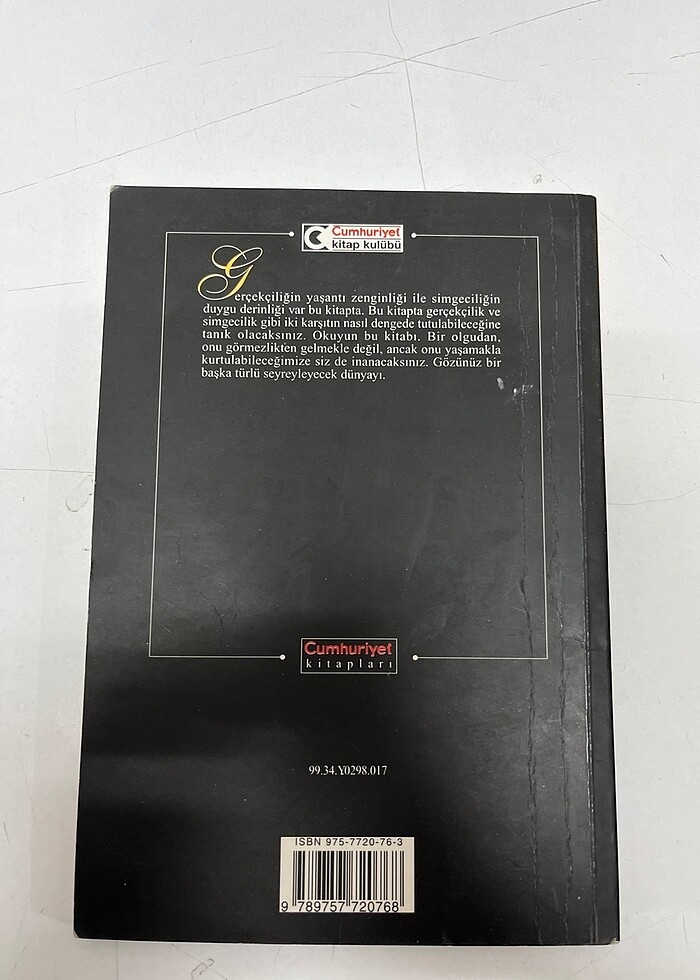 Cumhuriyet
kitap kulübü
Gerçekçiliğin yaşantı zenginliği ile simgeciliğin
duygu derinliği var bu kitapta. Bu kitapta gerçekçilik ve
simgecilik gibi iki karşıtın nasıl dengede tutulabileceğine
tanık olacaksınız. Okuyun bu kitabı. Bir olgudan,
onu görmezlikten gelmekle değil, ancak onu yaşamakla
kurtulabileceğimize siz de inanacaksınız. Gözünüz bir
başka türlü seyreyleyecek dünyayı.
Cumhuriyet
kitapları
99.34.Y0298.017
ISBN 975-7720-76-3
9 789757 720768